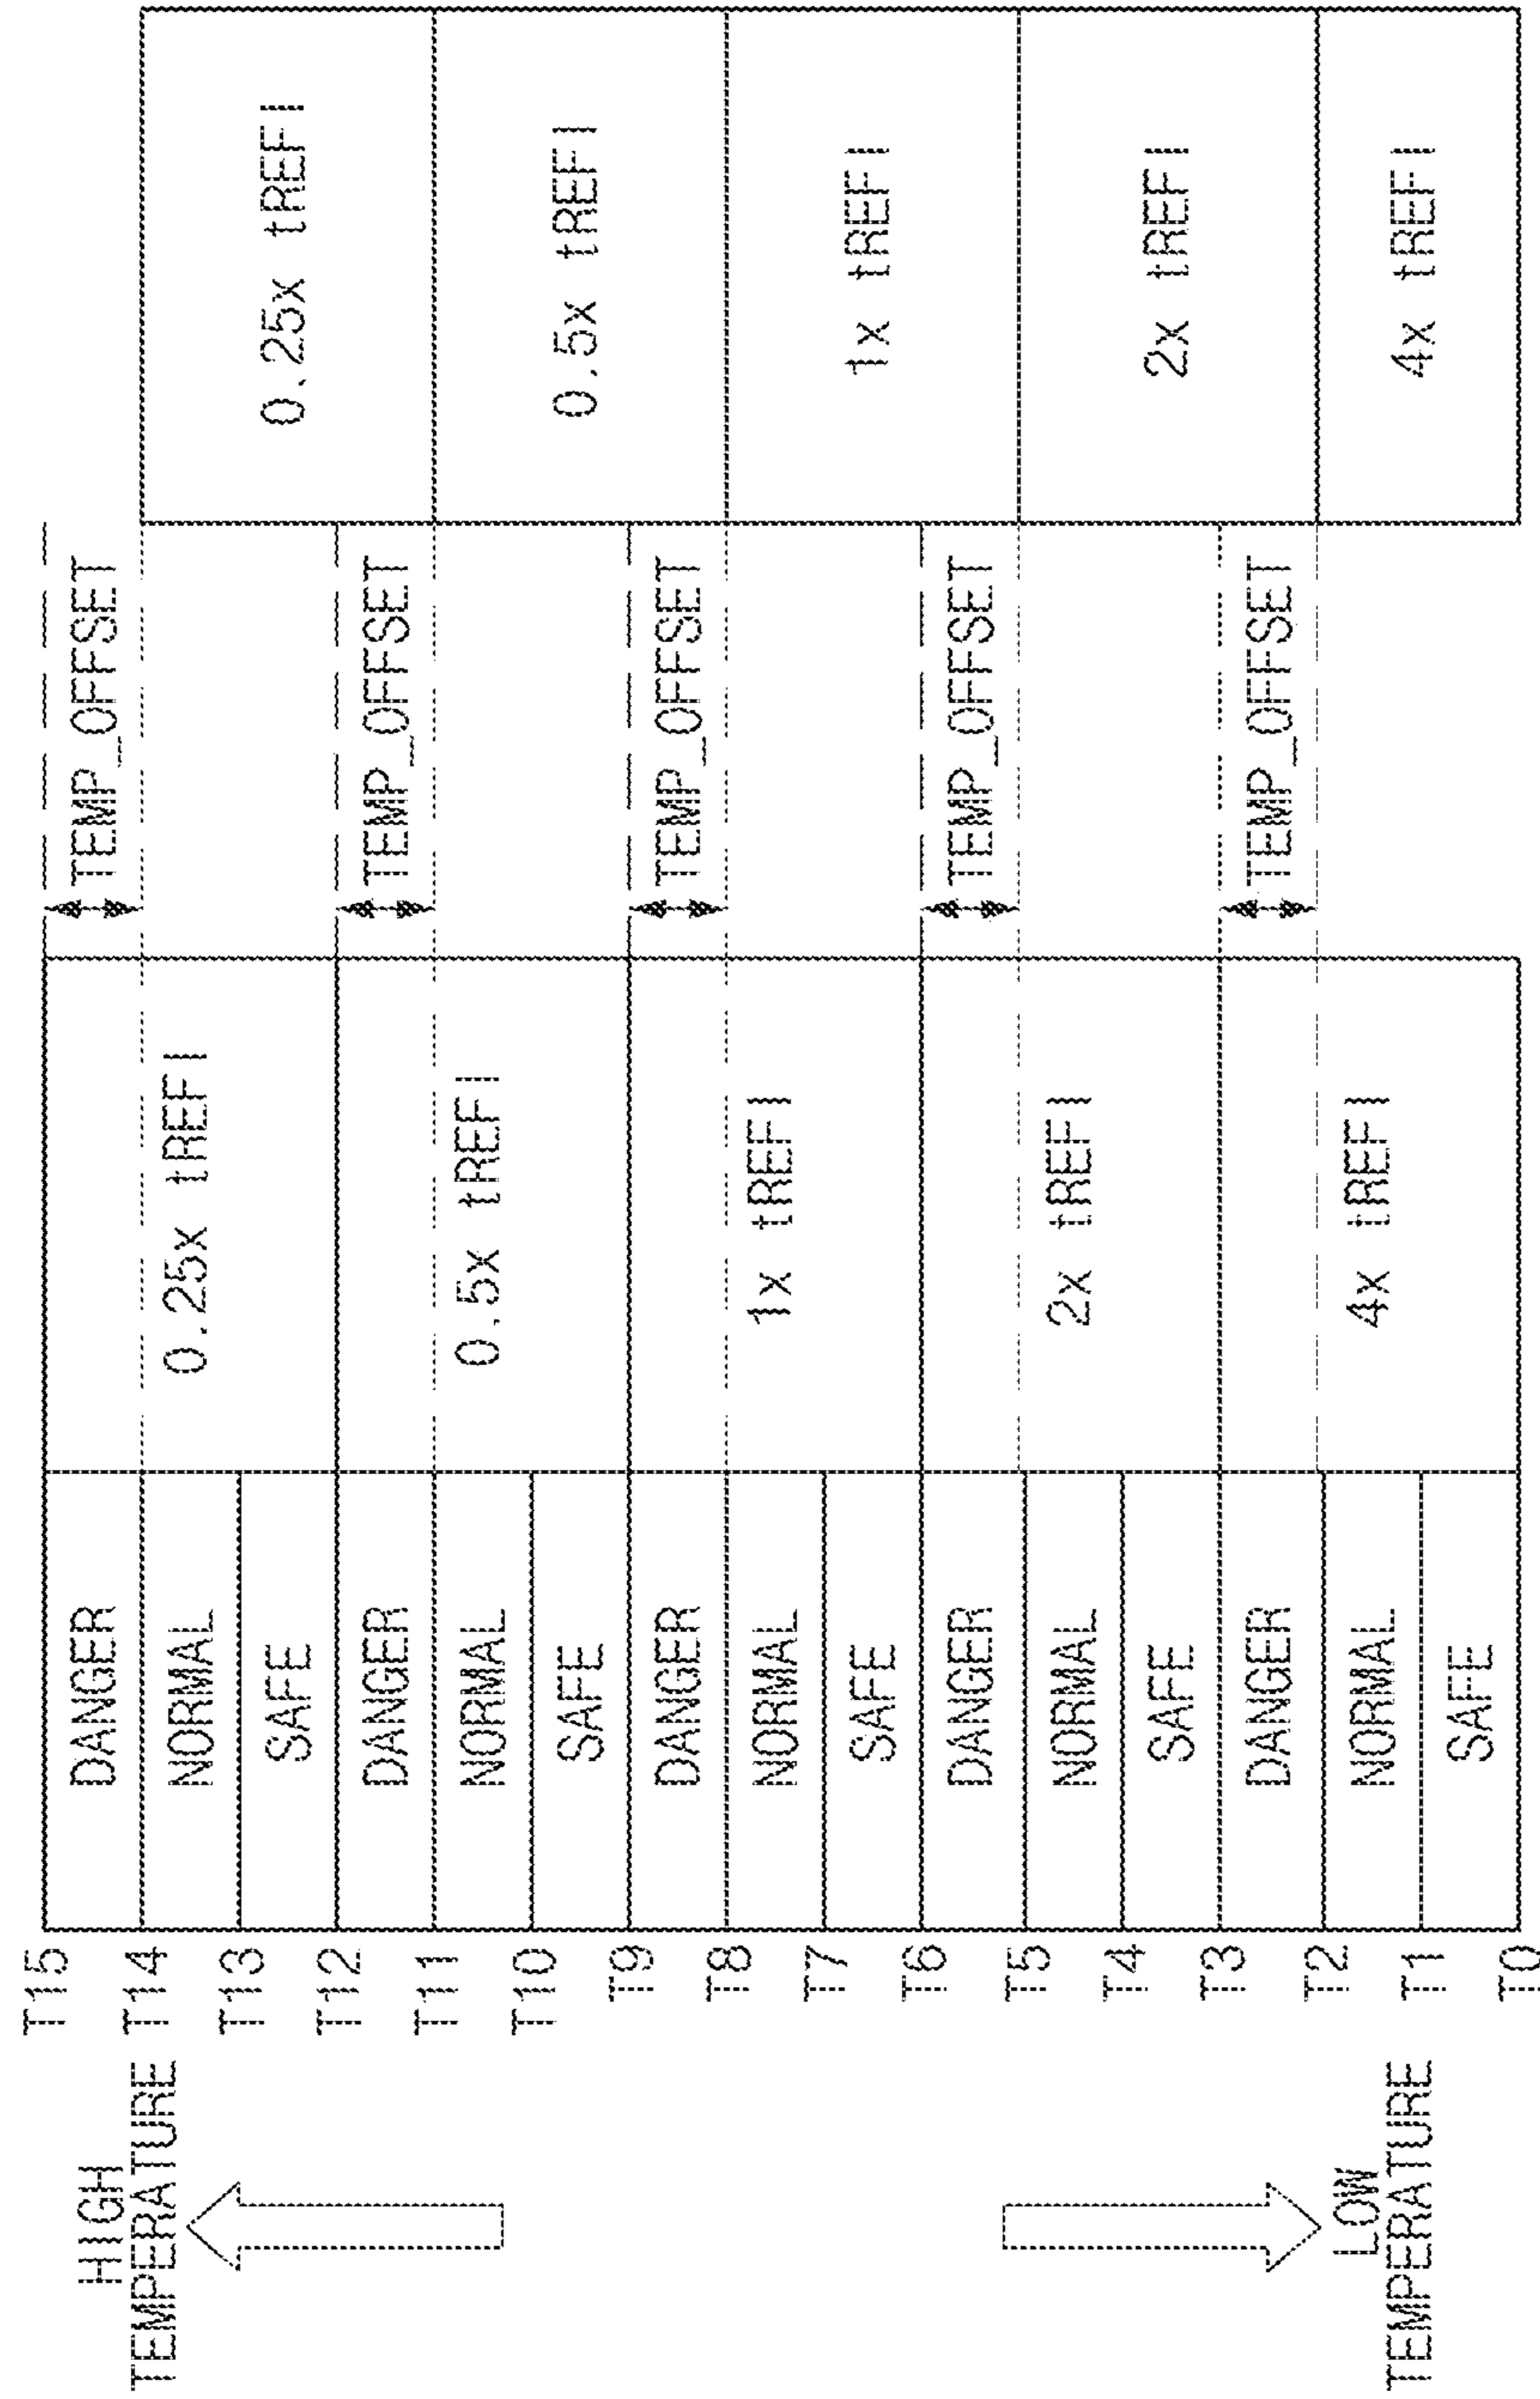 HIGH
TEMPERATURE
LOW
TEMPERATURE
T15
T14
T13
T12
T11
T10
T9
T8
T7
T6
T5
T4
T3
T2
T1
T0
DANGER
NORMAL
SAFE
DANGER
NORMAL
SAFE
DANGER
NORMAL
SAFE
DANGER
NORMAL
SAFE
DANGER
NORMAL
SAFE
0.25x tREFI
0.5x tREFI
1x tREFI
2x tREFI
4x tREFI
TEMP_OFFSET
TEMP_OFFSET
TEMP_OFFSET
TEMP_OFFSET
TEMP_OFFSET
0.25x tREFI
0.5x tREFI
1x tREFI
2x tREFI
4x tREFI